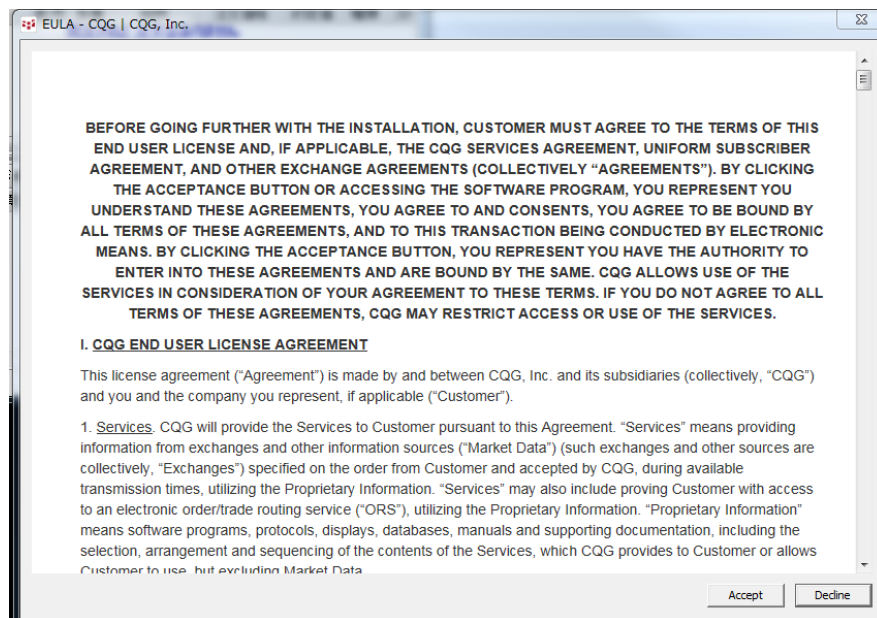 EULA - CQG | CQG, Inc.
BEFORE GOING FURTHER WITH THE INSTALLATION, CUSTOMER MUST AGREE TO THE TERMS OF THIS
END USER LICENSE AND, IF APPLICABLE, THE CQG SERVICES AGREEMENT, UNIFORM SUBSCRIBER
AGREEMENT, AND OTHER EXCHANGE AGREEMENTS (COLLECTIVELY “AGREEMENTS”). BY CLICKING
THE ACCEPTANCE BUTTON OR ACCESSING THE SOFTWARE PROGRAM, YOU REPRESENT YOU
UNDERSTAND THESE AGREEMENTS, YOU AGREE TO AND CONSENTS, YOU AGREE TO BE BOUND BY
ALL TERMS OF THESE AGREEMENTS, AND TO THIS TRANSACTION BEING CONDUCTED BY ELECTRONIC
MEANS. BY CLICKING THE ACCEPTANCE BUTTON, YOU REPRESENT YOU HAVE THE AUTHORITY TO
ENTER INTO THESE AGREEMENTS AND ARE BOUND BY THE SAME. CQG ALLOWS USE OF THE
SERVICES IN CONSIDERATION OF YOUR AGREEMENT TO THESE TERMS. IF YOU DO NOT AGREE TO ALL
TERMS OF THESE AGREEMENTS, CQG MAY RESTRICT ACCESS OR USE OF THE SERVICES.
I. CQG END USER LICENSE AGREEMENT
This license agreement (“Agreement”) is made by and between CQG, Inc. and its subsidiaries (collectively, “CQG”)
and you and the company you represent, if applicable (“Customer”).
1. Services. CQG will provide the Services to Customer pursuant to this Agreement. “Services” means providing
information from exchanges and other information sources (“Market Data”) (such exchanges and other sources are
collectively, “Exchanges”) specified on the order from Customer and accepted by CQG, during available
transmission times, utilizing the Proprietary Information. “Services” may also include proving Customer with access
to an electronic order/trade routing service (“ORS”), utilizing the Proprietary Information. “Proprietary Information”
means software programs, protocols, displays, databases, manuals and supporting documentation, including the
selection, arrangement and sequencing of the contents of the Services, which CQG provides to Customer or allows
Customer to use, but excluding Market Data.
Accept
Decline